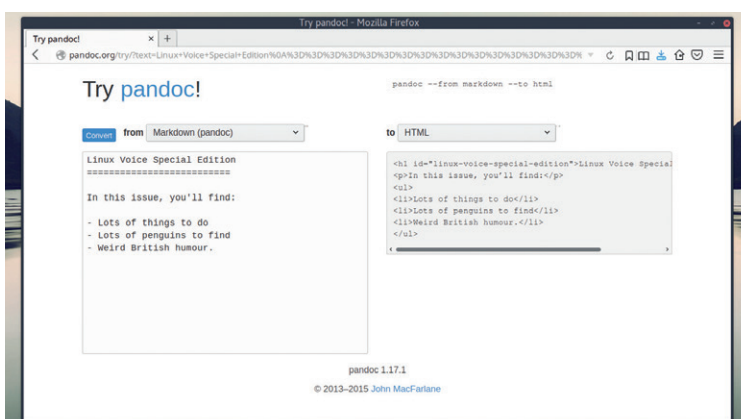 Try pandoc! - Mozilla Firefox
Try pandoc!
pandoc.org/try/?text=Linux+Voice+Special+Edition%0A%3D%3D%3D%3D%3D%3D%3D%3D%3D%3D%3D%3D%3D%3D%3D%3D%3D%3D%
Try pandoc!
pandoc --from markdown --to html
Convert from Markdown (pandoc)
to HTML
Linux Voice Special Edition
===========================
In this issue, you'll find:
- Lots of things to do
- Lots of penguins to find
- Weird British humour.
<h1 id="linux-voice-special-edition">Linux Voice Special
<p>In this issue, you'll find:</p>
<ul>
<li>Lots of things to do</li>
<li>Lots of penguins to find</li>
<li>Weird British humour.</li>
</ul>
pandoc 1.17.1
© 2013–2015 John MacFarlane